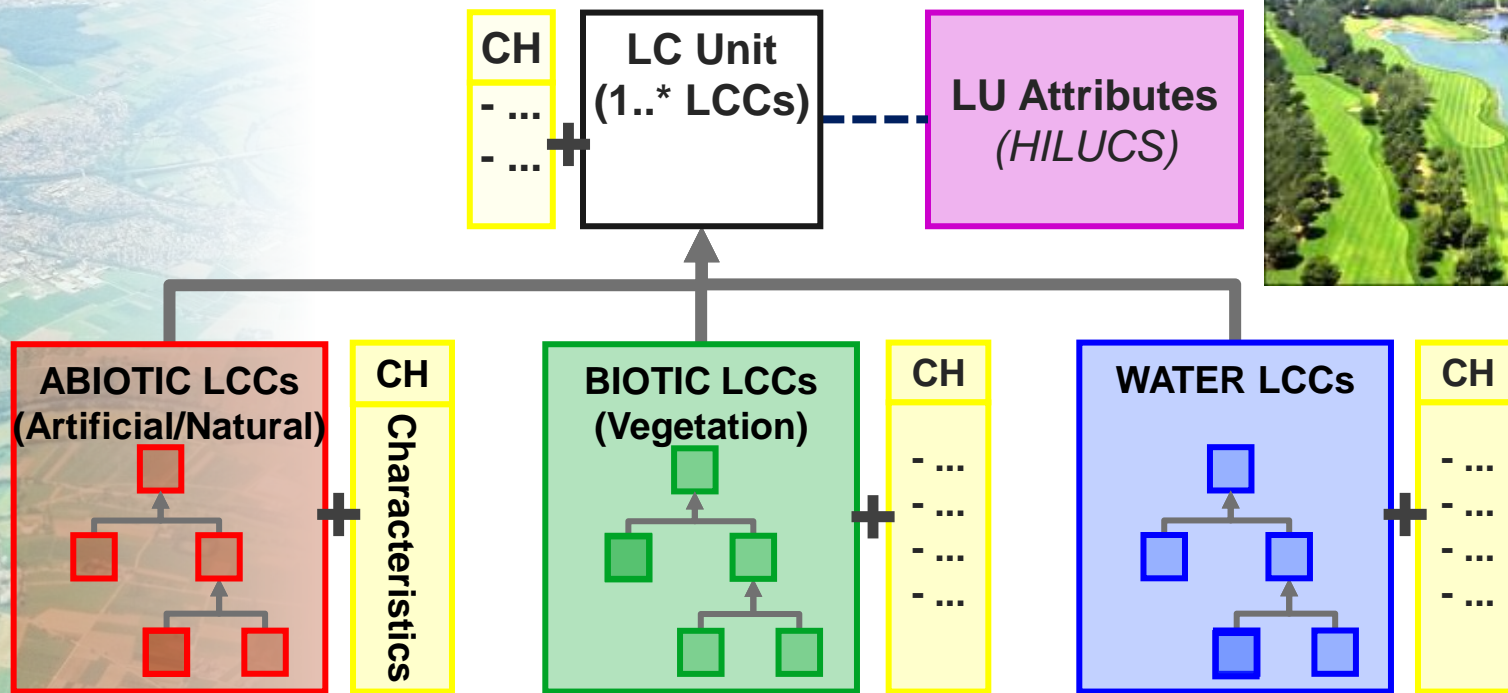 CH
- ...
- ...
LC Unit
(1..* LCCs)
LU Attributes
(HILUCS)
ABIOTIC LCCs
(Artificial/Natural)
CH
Characteristics
BIOTIC LCCs
(Vegetation)
CH
- ...
- ...
- ...
- ...
WATER LCCs
CH
- ...
- ...
- ...
- ...